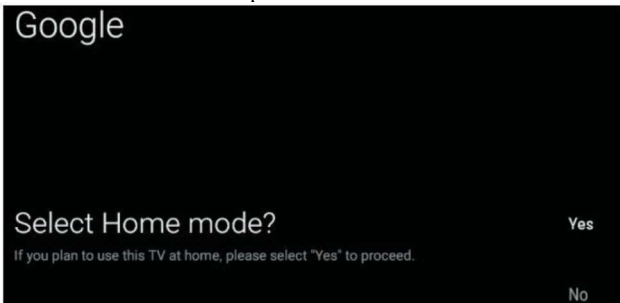 Google
Select Home mode?
Yes
If you plan to use this TV at home, please select "Yes" to proceed.
No